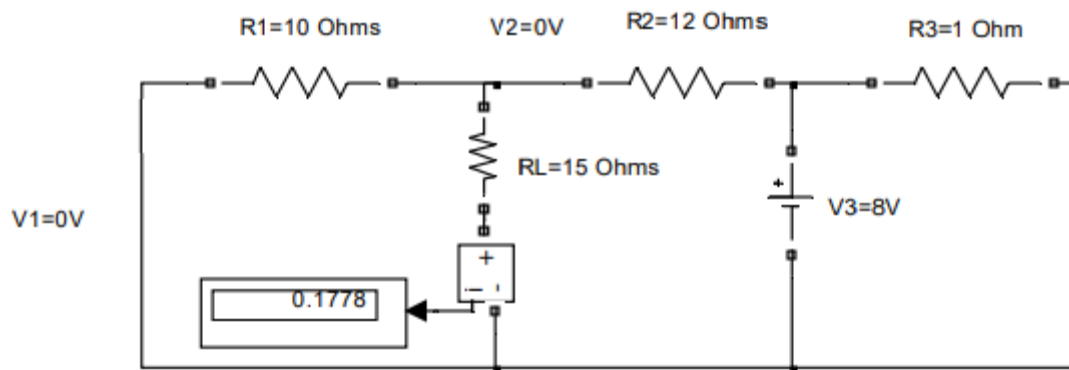 R1=10 Ohms
V2=0V
R2=12 Ohms
R3=1 Ohm
RL=15 Ohms
V1=0V
+
V3=8V
+
i
-
0.1778